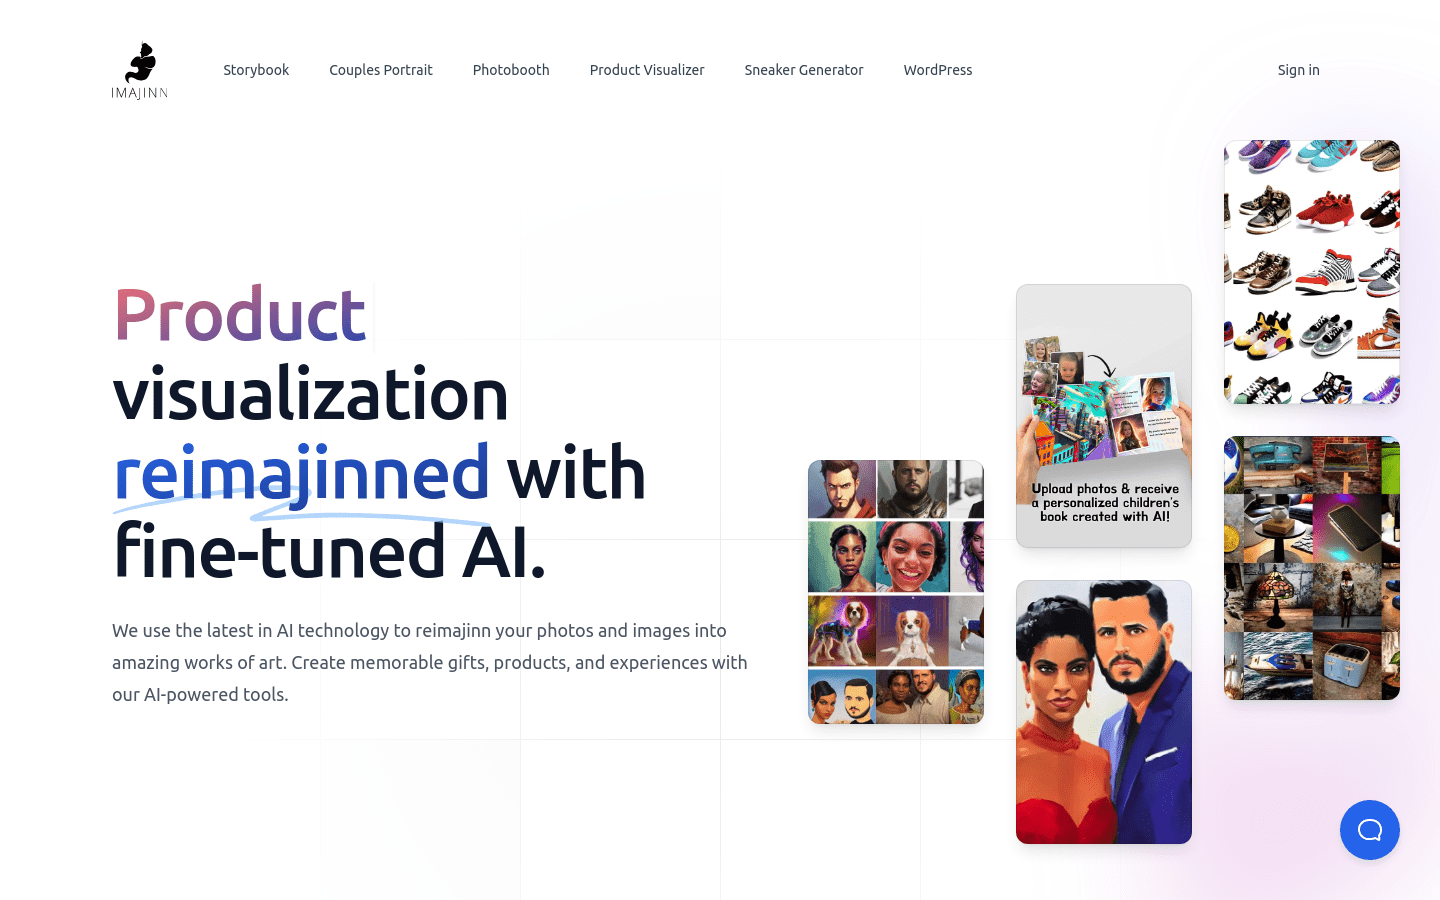 IMAJINN
Storybook
Couples Portrait
Photobooth
Product Visualizer
Sneaker Generator
WordPress
Sign in
Product
visualization
reimajinned with
fine-tuned AI.
We use the latest in AI technology to reimajinn your photos and images into
amazing works of art. Create memorable gifts, products, and experiences with
our AI-powered tools.
Upload photos & receive
a personalized children's
book created with AI!